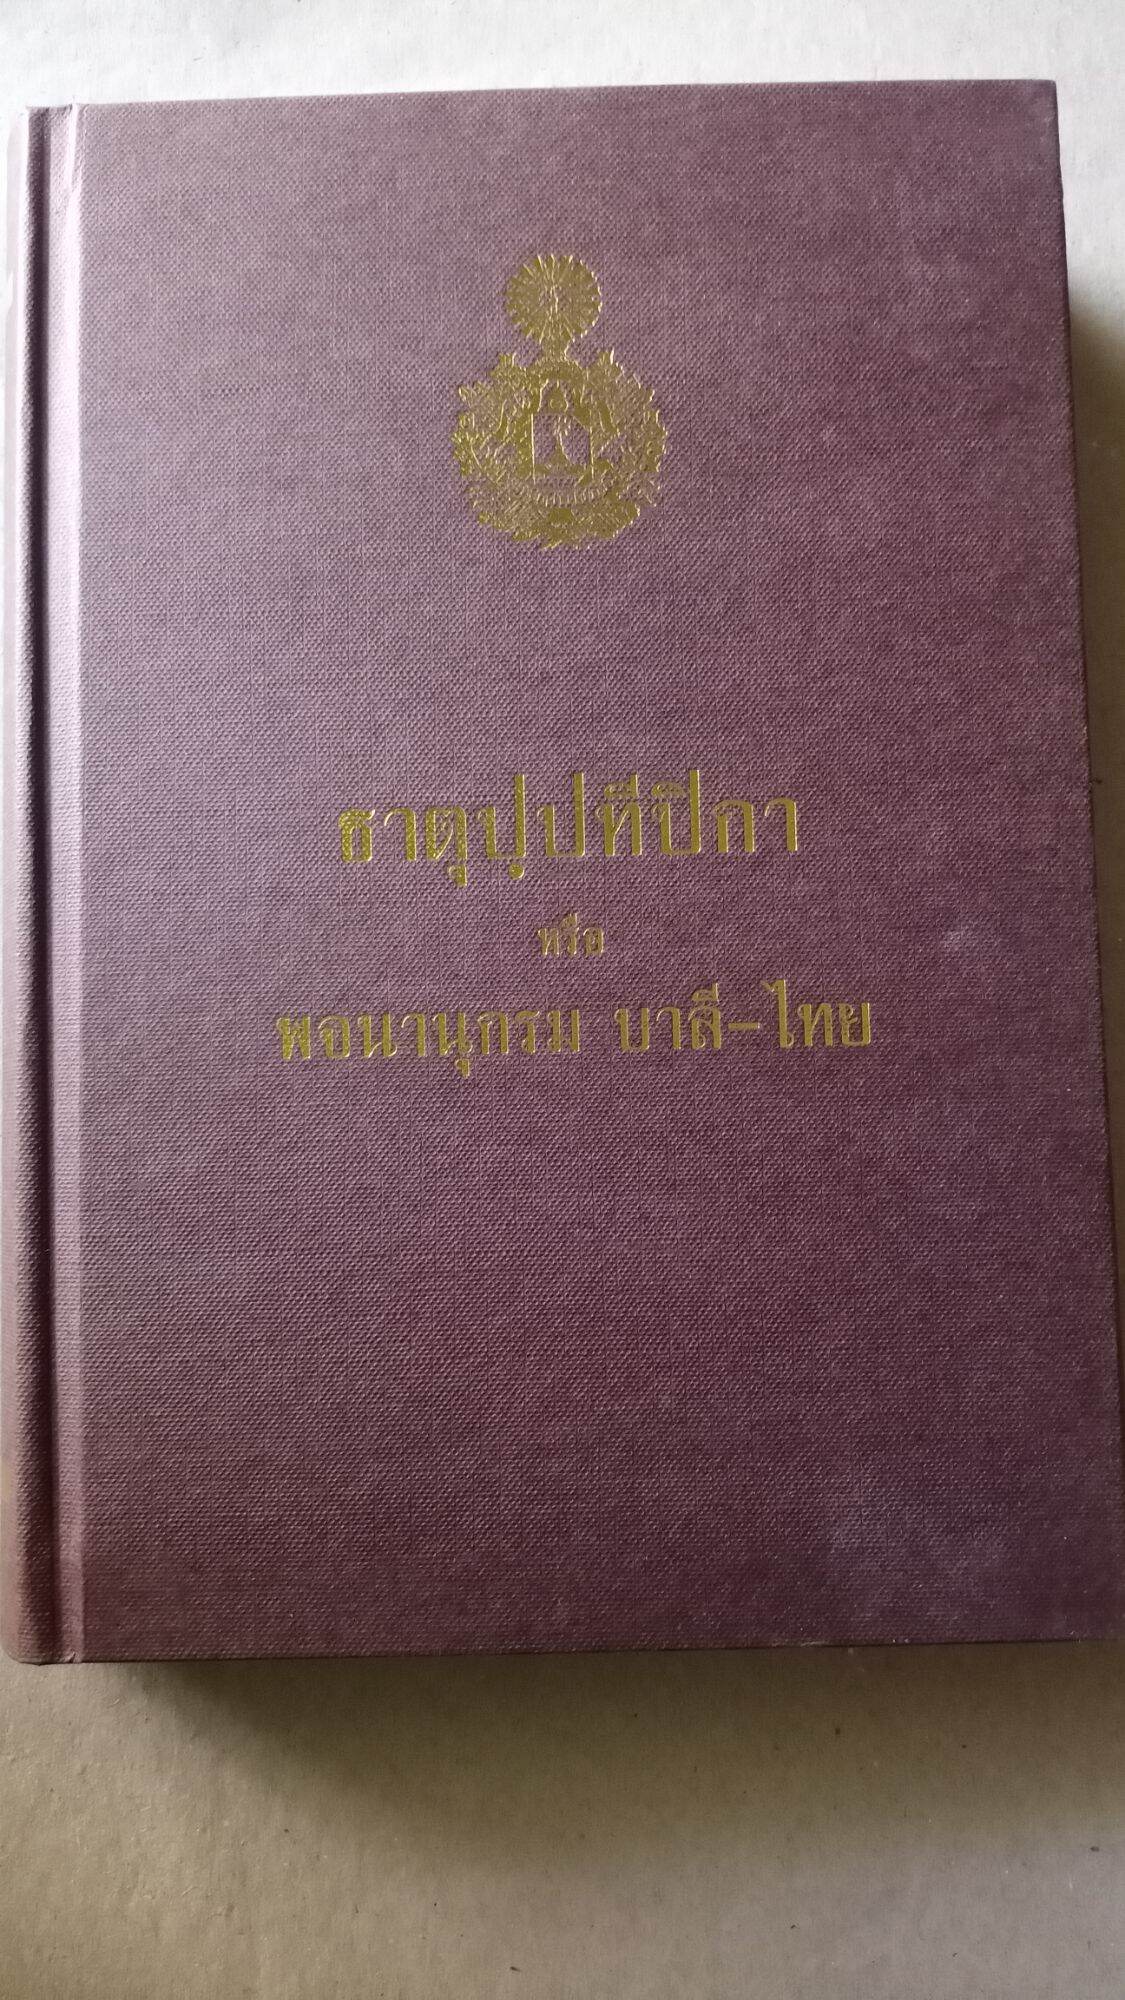 ธาตุปฺปทีปิกา
หรือ
พจนานุกรม บาลี-ไทย